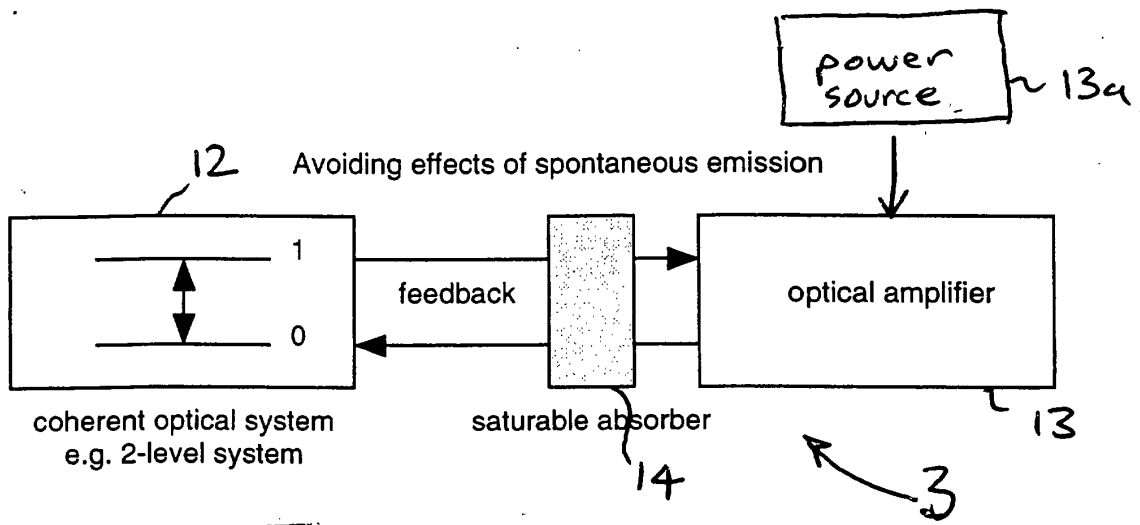 power
source
13a
12
Avoiding effects of spontaneous emission
1
feedback
optical amplifier
0
coherent optical system
e.g. 2-level system
saturable absorber
13
14
3